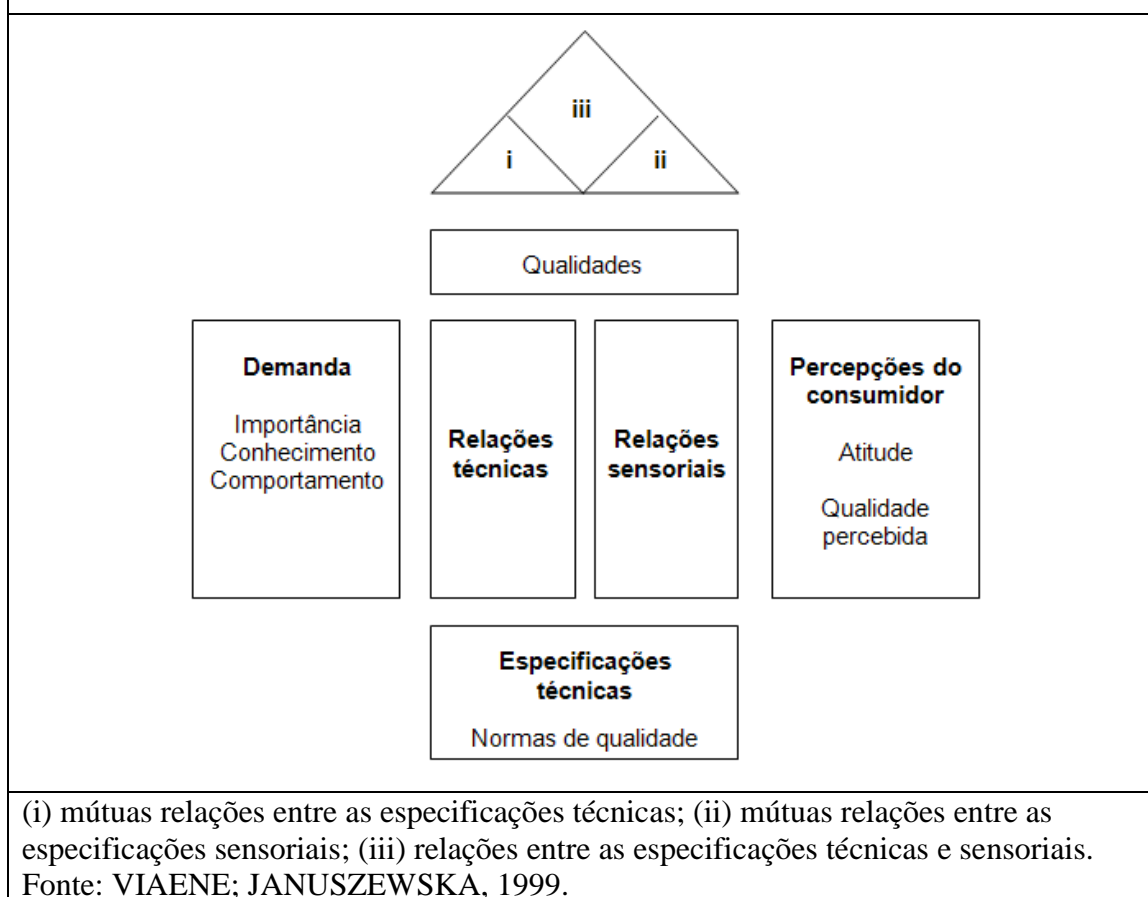 iii
i
ii
Qualidades
Demanda
Importância
Conhecimento
Comportamento
Relações
técnicas
Relações
sensoriais
Percepções do
consumidor
Atitude
Qualidade
percebida
Especificações
técnicas
Normas de qualidade
(i) mútuas relações entre as especificações técnicas; (ii) mútuas relações entre as
especificações sensoriais; (iii) relações entre as especificações técnicas e sensoriais.
Fonte: VIAENE; JANUSZEWSKA, 1999.